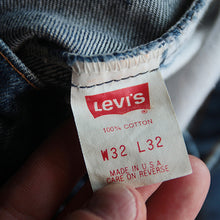 LEVI'S
100% COTTON
W32 L32
MADE IN U.S.A.
CARE ON REVERSE